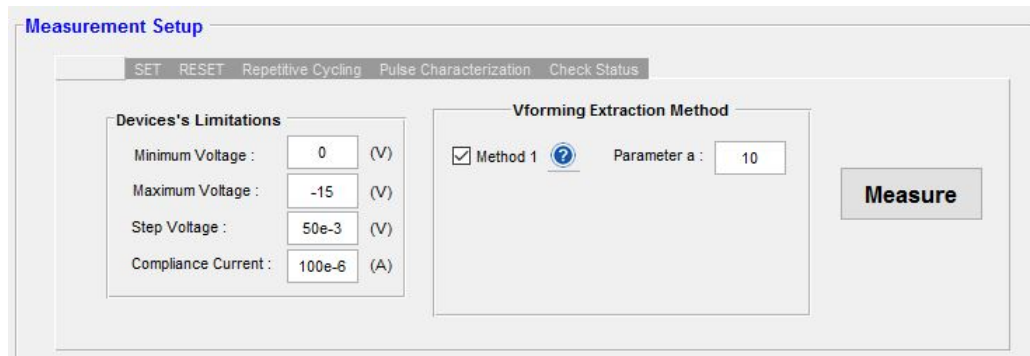 Measurement Setup
SET RESET Repetitive Cycling Pulse Characterization Check Status
Devices's Limitations
Minimum Voltage : 0 (V)
Maximum Voltage : -15 (V)
Step Voltage : 50e-3 (V)
Compliance Current : 100e-6 (A)
Vforming Extraction Method
Method 1 ? Parameter a : 10
Measure